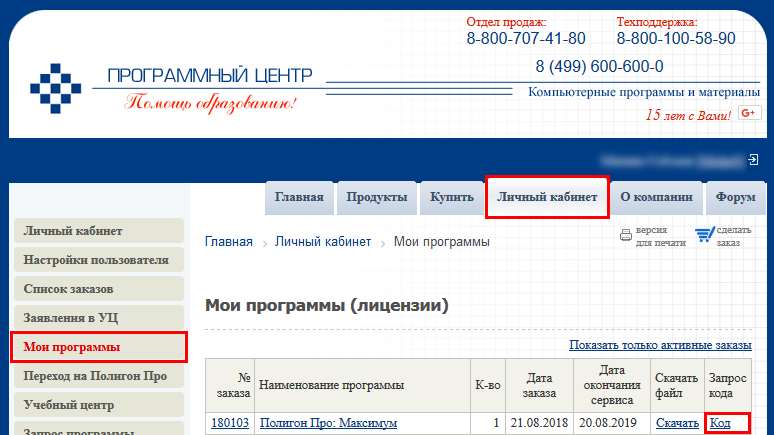 Отдел продаж: Техподдержка:
8-800-707-41-80 8-800-100-58-90
8 (499) 600-600-0
ПРОГРАММНЫЙ ЦЕНТР
Помощь образованию!
Компьютерные программы и материалы
15 лет с Вами! G+
Главная Продукты Купить Личный кабинет О компании Форум
Личный кабинет
Настройки пользователя
Список заказов
Заявления в УЦ
Мои программы
Переход на Полигон Про
Учебный центр
Запрос программы
Главная › Личный кабинет › Мои программы
версия
для печати
сделать
заказ
Мои программы (лицензии)
Показать только активные заказы
№ заказа Наименование программы К-во Дата заказа Дата окончания сервиса Скачать файл Запрос кода
180103 Полигон Про: Максимум 1 21.08.2018 20.08.2019 Скачать Код